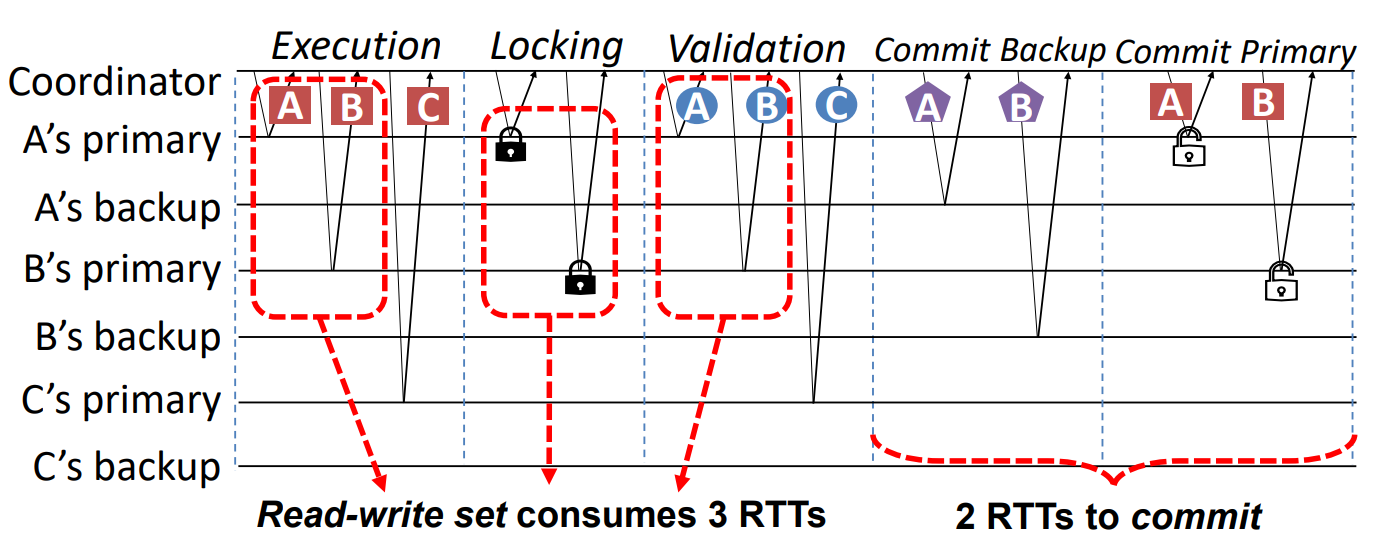 Execution Locking Validation Commit Backup Commit Primary
Coordinator
A B C A B C A B A B
A's primary
A's backup
B's primary
B's backup
C's primary
C's backup
Read-write set consumes 3 RTTs
2 RTTs to commit